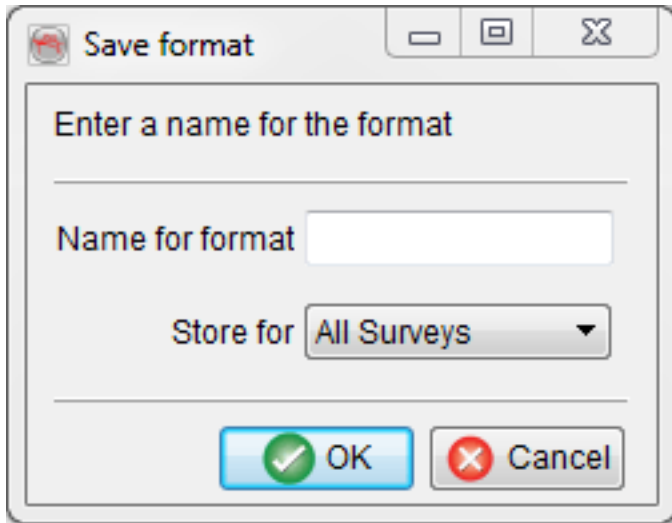 Save format
Enter a name for the format
Name for format
Store for All Surveys
OK Cancel